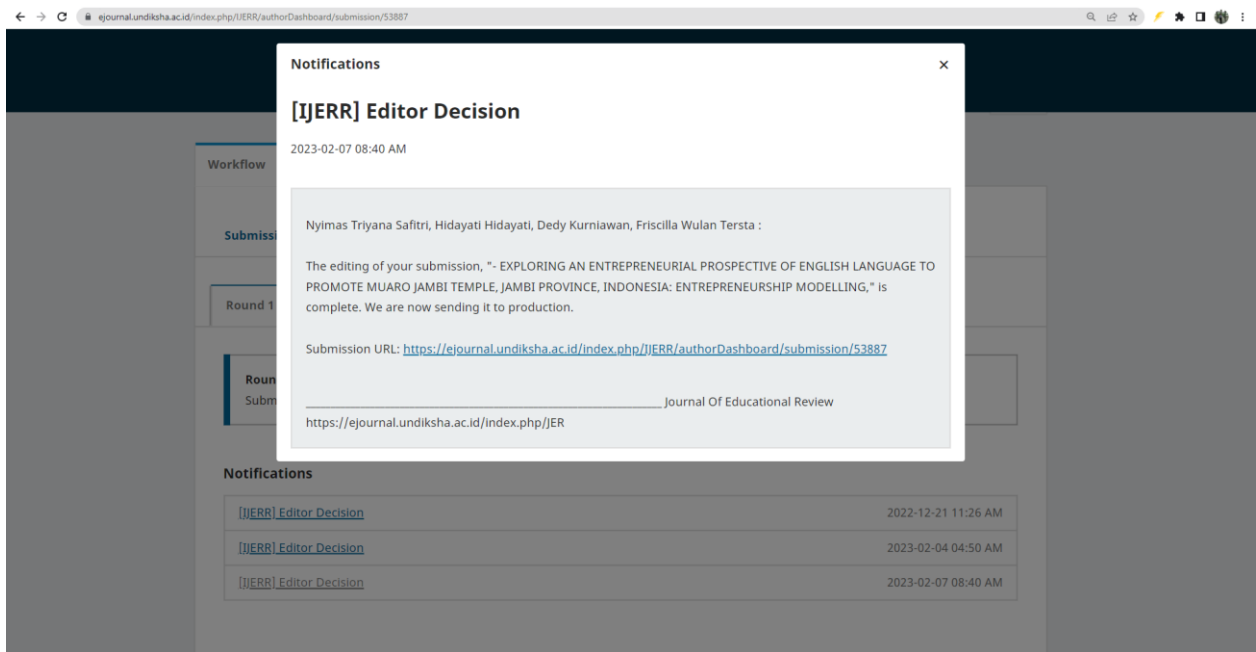 ejournal.undiksha.ac.id/index.php/IJERR/authorDashboard/submission/53887
Notifications
[IJERR] Editor Decision
2023-02-07 08:40 AM
Workflow
Nyimas Triyana Safitri, Hidayati Hidayati, Dedy Kurniawan, Friscilla Wulan Tersta :
Submissi
The editing of your submission, "- EXPLORING AN ENTREPRENEURIAL PROSPECTIVE OF ENGLISH LANGUAGE TO
PROMOTE MUARO JAMBI TEMPLE, JAMBI PROVINCE, INDONESIA: ENTREPRENEURSHIP MODELLING," is
complete. We are now sending it to production.
Round 1
Submission URL: https://ejournal.undiksha.ac.id/index.php/IJERR/authorDashboard/submission/53887
Roun
Subm
Journal Of Educational Review
https://ejournal.undiksha.ac.id/index.php/JER
Notifications
[IJERR] Editor Decision 2022-12-21 11:26 AM
[IJERR] Editor Decision 2023-02-04 04:50 AM
[IJERR] Editor Decision 2023-02-07 08:40 AM